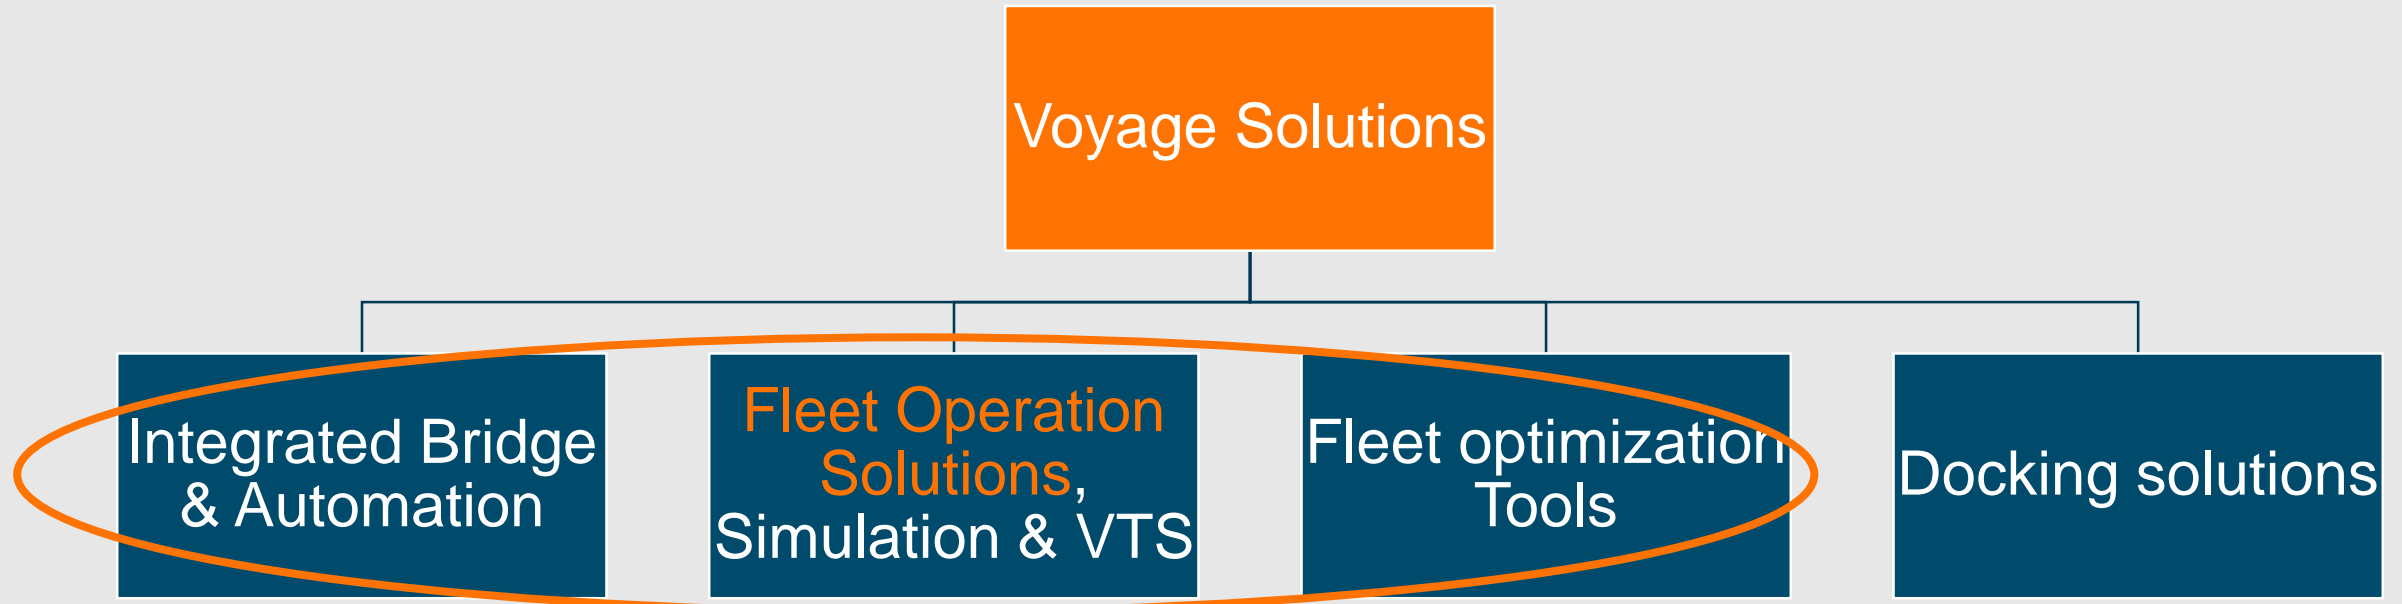 Voyage Solutions
Integrated Bridge
& Automation
Fleet Operation
Solutions,
Simulation & VTS
Fleet optimization
Tools
Docking solutions